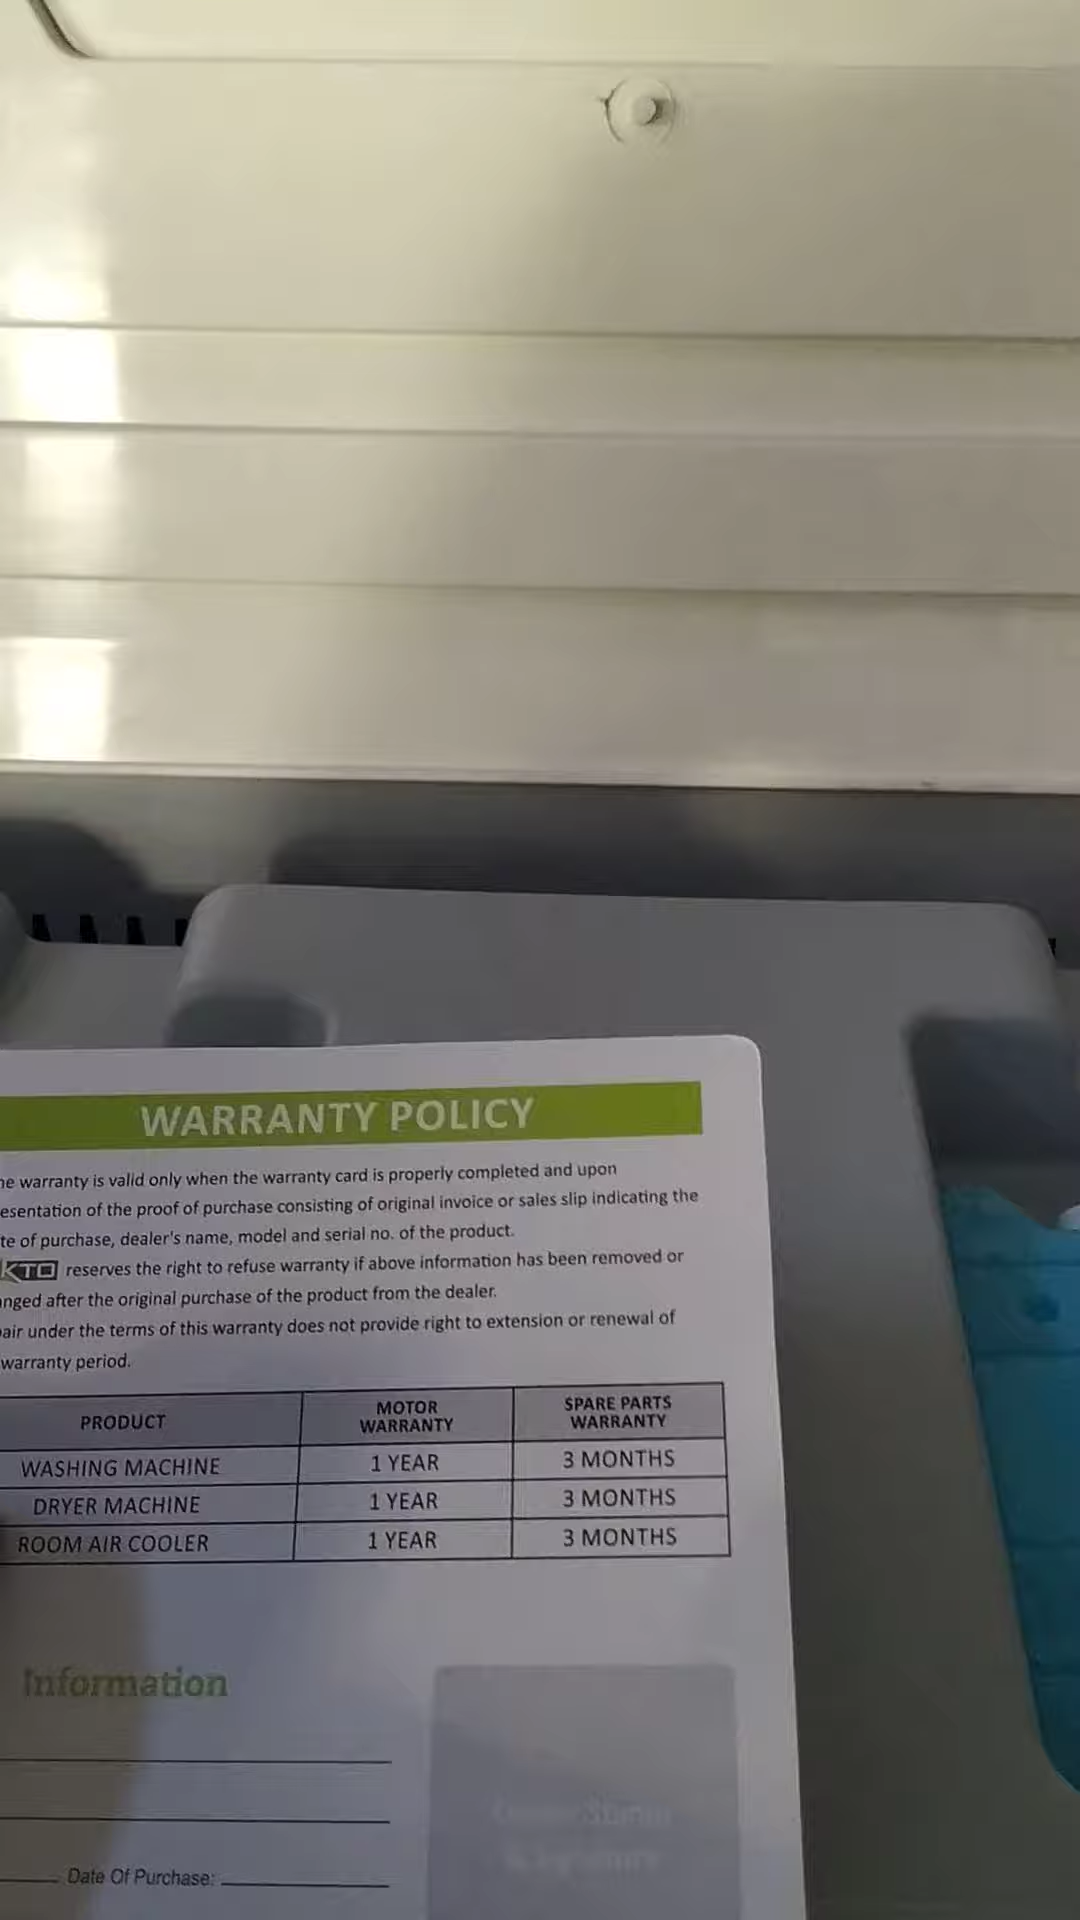 WARRANTY POLICY
he warranty is valid only when the warranty card is properly completed and upon
esentation of the proof of purchase consisting of original invoice or sales slip indicating the
te of purchase, dealer's name, model and serial no. of the product.
KTO reserves the right to refuse warranty if above information has been removed or
anged after the original purchase of the product from the dealer.
pair under the terms of this warranty does not provide right to extension or renewal of
warranty period.
PRODUCT MOTOR WARRANTY SPARE PARTS WARRANTY
WASHING MACHINE 1 YEAR 3 MONTHS
DRYER MACHINE 1 YEAR 3 MONTHS
ROOM AIR COOLER 1 YEAR 3 MONTHS
Information
Date Of Purchase: